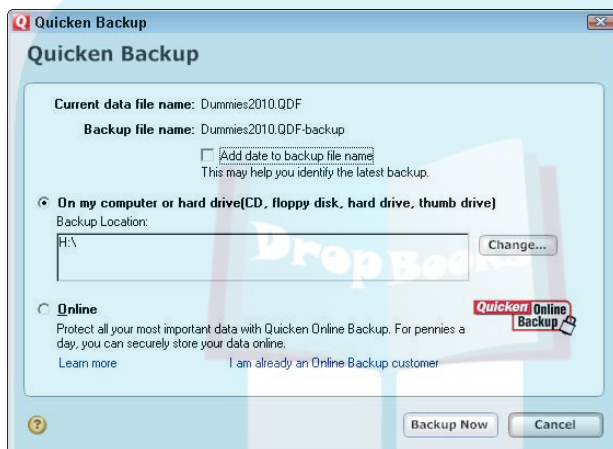 Quicken Backup
Quicken Backup
Current data file name: Dummies2010.QDF
Backup file name: Dummies2010.QDF-backup
Add date to backup file name
This may help you identify the latest backup.
On my computer or hard drive(CD, floppy disk, hard drive, thumb drive)
Backup Location:
H:\
Change...
DropBooks
Online
Protect all your most important data with Quicken Online Backup. For pennies a
day, you can securely store your data online.
Quicken Online
Backup
Learn more
I am already an Online Backup customer
?
Backup Now
Cancel